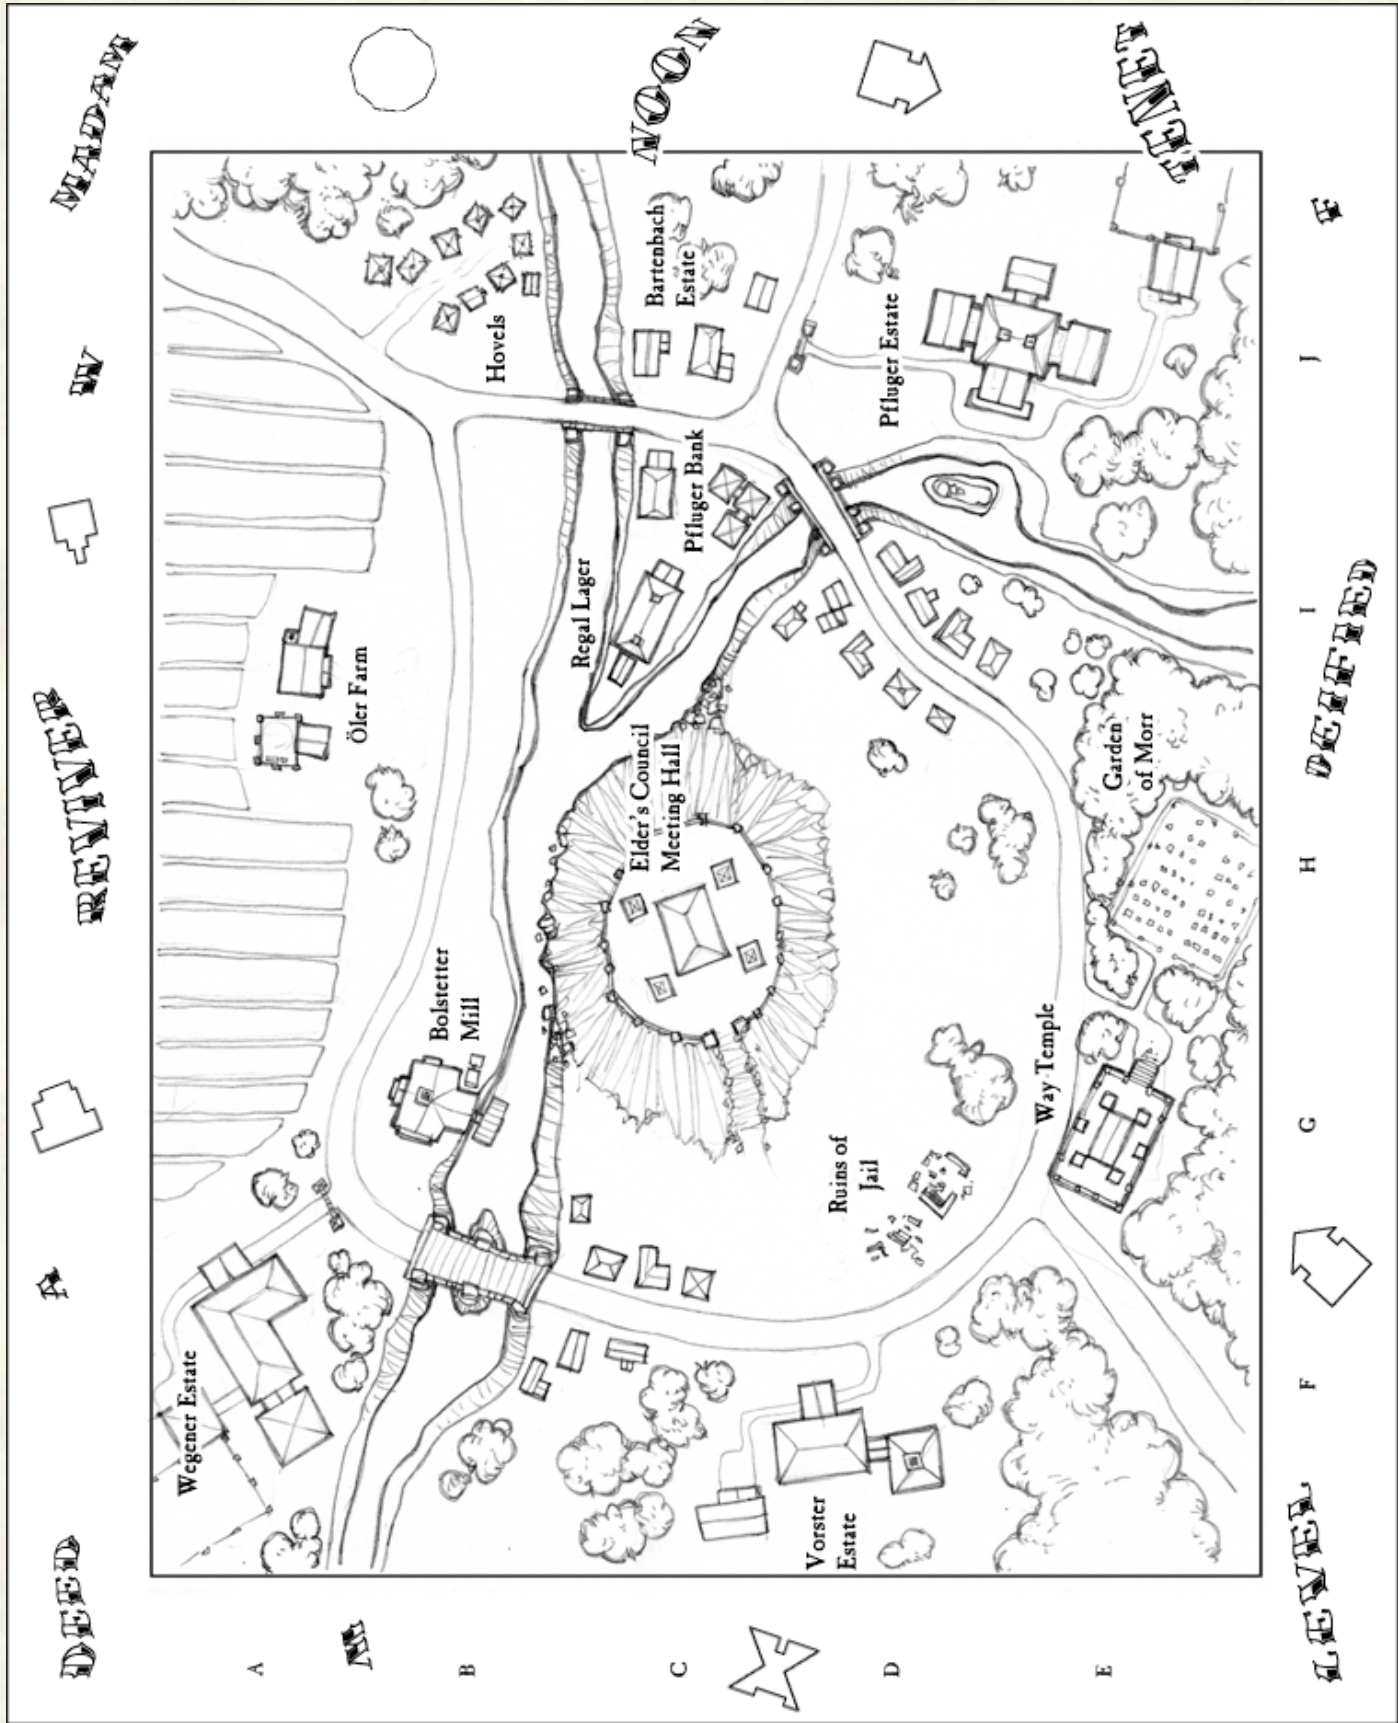 DEED
A
REVIVER
W
MADAM
Wegener Estate
A
M
Öler Farm
Bolstetter
Mill
B
Hovels
Regal Lager
Elder's Council
Meeting Hall
Bartenbach
Estate
NOON
C
Pfluger Bank
Vorster
Estate
Ruins of
Jail
Pfluger Estate
D
Way Temple
E
Garden
of Morr
TENET
F
G
H
I
J
LEVEL
DEIFIED